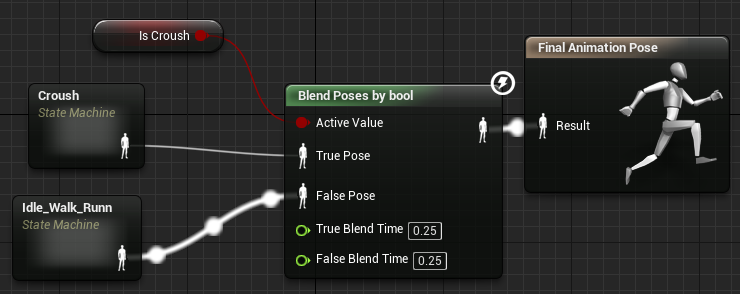 Is Croush
Final Animation Pose
Croush
State Machine
Blend Poses by bool
Active Value
Result
True Pose
False Pose
Idle_Walk_Runn
State Machine
True Blend Time 0.25
False Blend Time 0.25